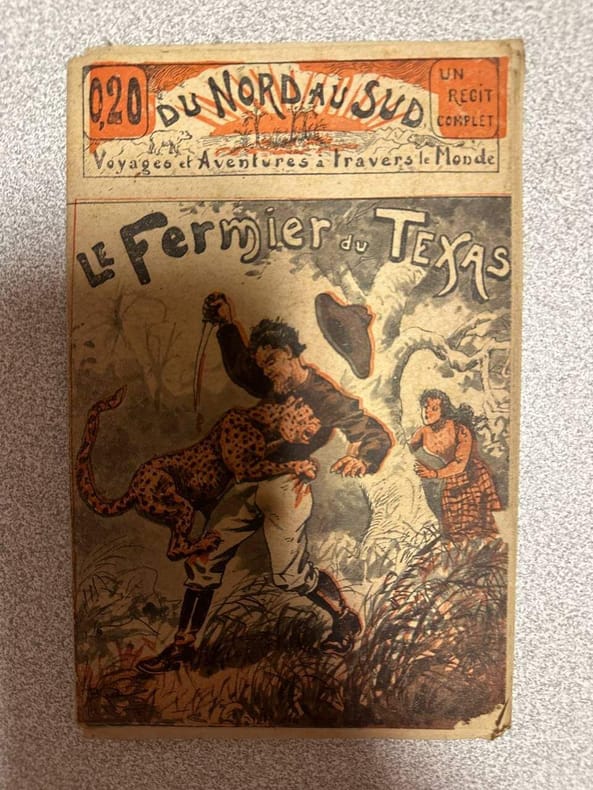 0,20
DU NORD AU SUD
UN
RECIT
COMPLET
Voyages et Aventures à Travers le Monde
LE Fermier du TEXAS